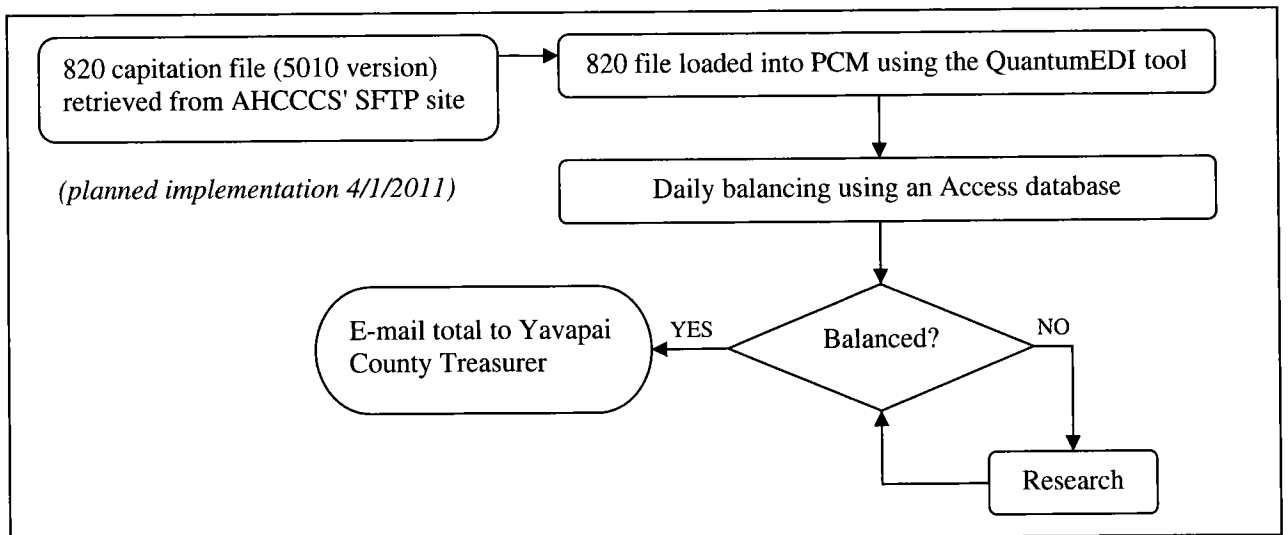 820 capitation file (5010 version)
retrieved from AHCCCS' SFTP site
820 file loaded into PCM using the QuantumEDI tool
(planned implementation 4/1/2011)
Daily balancing using an Access database
E-mail total to Yavapai
County Treasurer
YES
Balanced?
NO
Research